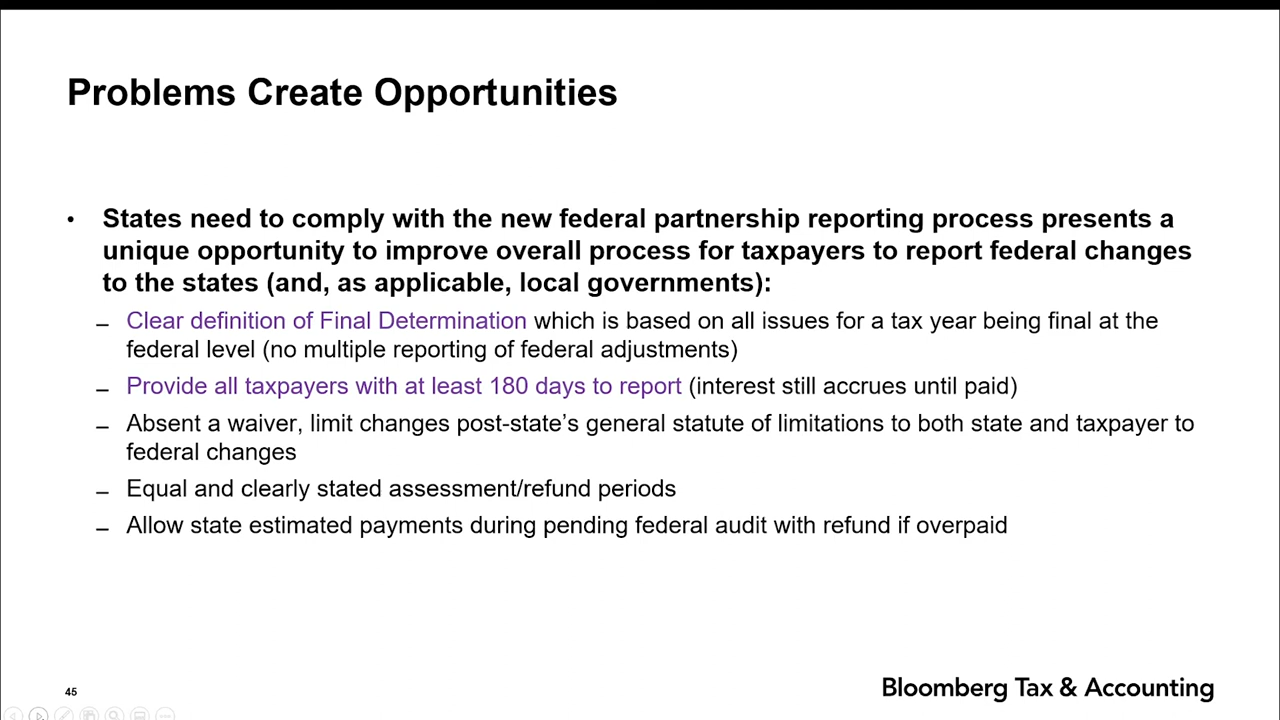 Problems Create Opportunities
• States need to comply with the new federal partnership reporting process presents a
unique opportunity to improve overall process for taxpayers to report federal changes
to the states (and, as applicable, local governments):
– Clear definition of Final Determination which is based on all issues for a tax year being final at the
federal level (no multiple reporting of federal adjustments)
– Provide all taxpayers with at least 180 days to report (interest still accrues until paid)
– Absent a waiver, limit changes post-state’s general statute of limitations to both state and taxpayer to
federal changes
– Equal and clearly stated assessment/refund periods
– Allow state estimated payments during pending federal audit with refund if overpaid
45
Bloomberg Tax & Accounting